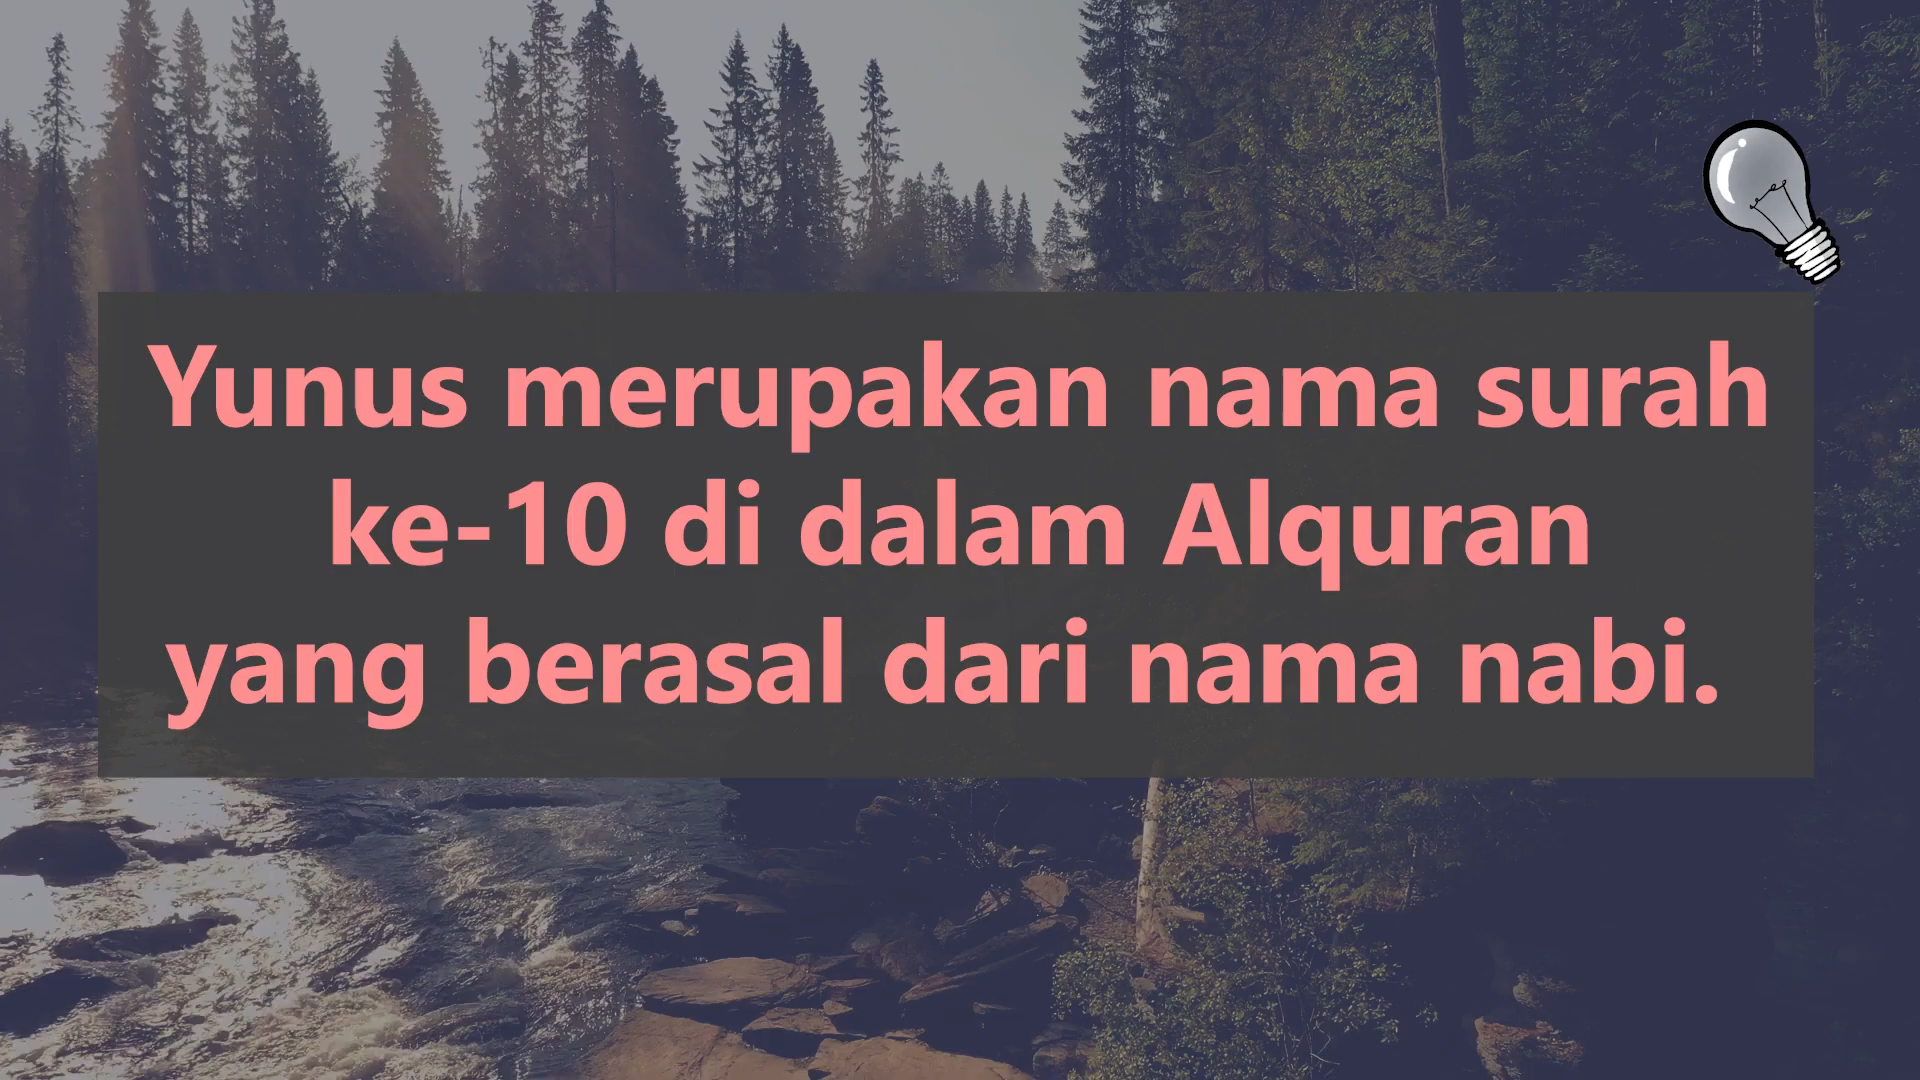 Yunus merupakan nama surah
ke-10 di dalam Alquran
yang berasal dari nama nabi.